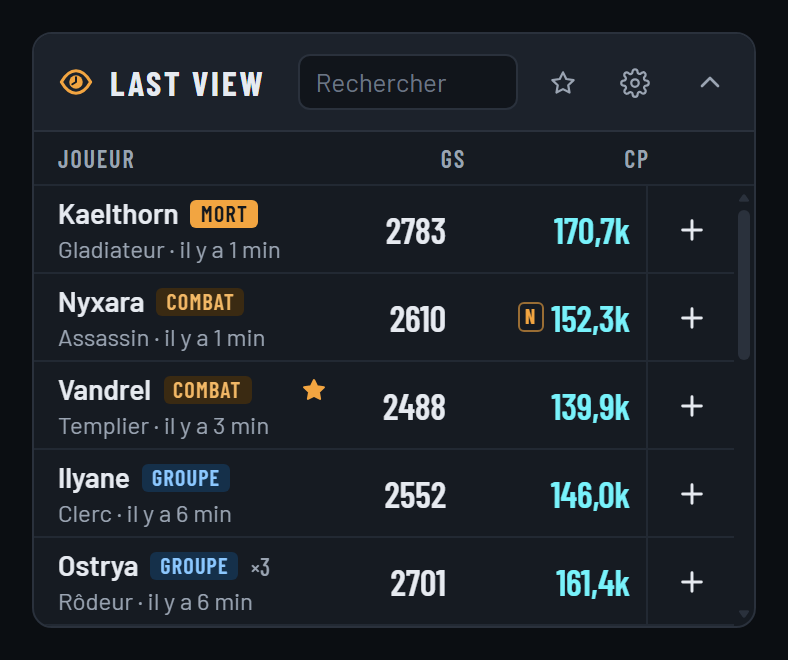 LAST VIEW Rechercher
JOUEUR GS CP
Kaelthorn MORT 2783 170,7k +
Gladiateur · il y a 1 min
Nyxara COMBAT 2610 N 152,3k +
Assassin · il y a 1 min
Vandrel COMBAT 2488 139,9k +
Templier · il y a 3 min
Ilyane GROUPE 2552 146,0k +
Clerc · il y a 6 min
Ostrya GROUPE ×3 2701 161,4k +
Rôdeur · il y a 6 min